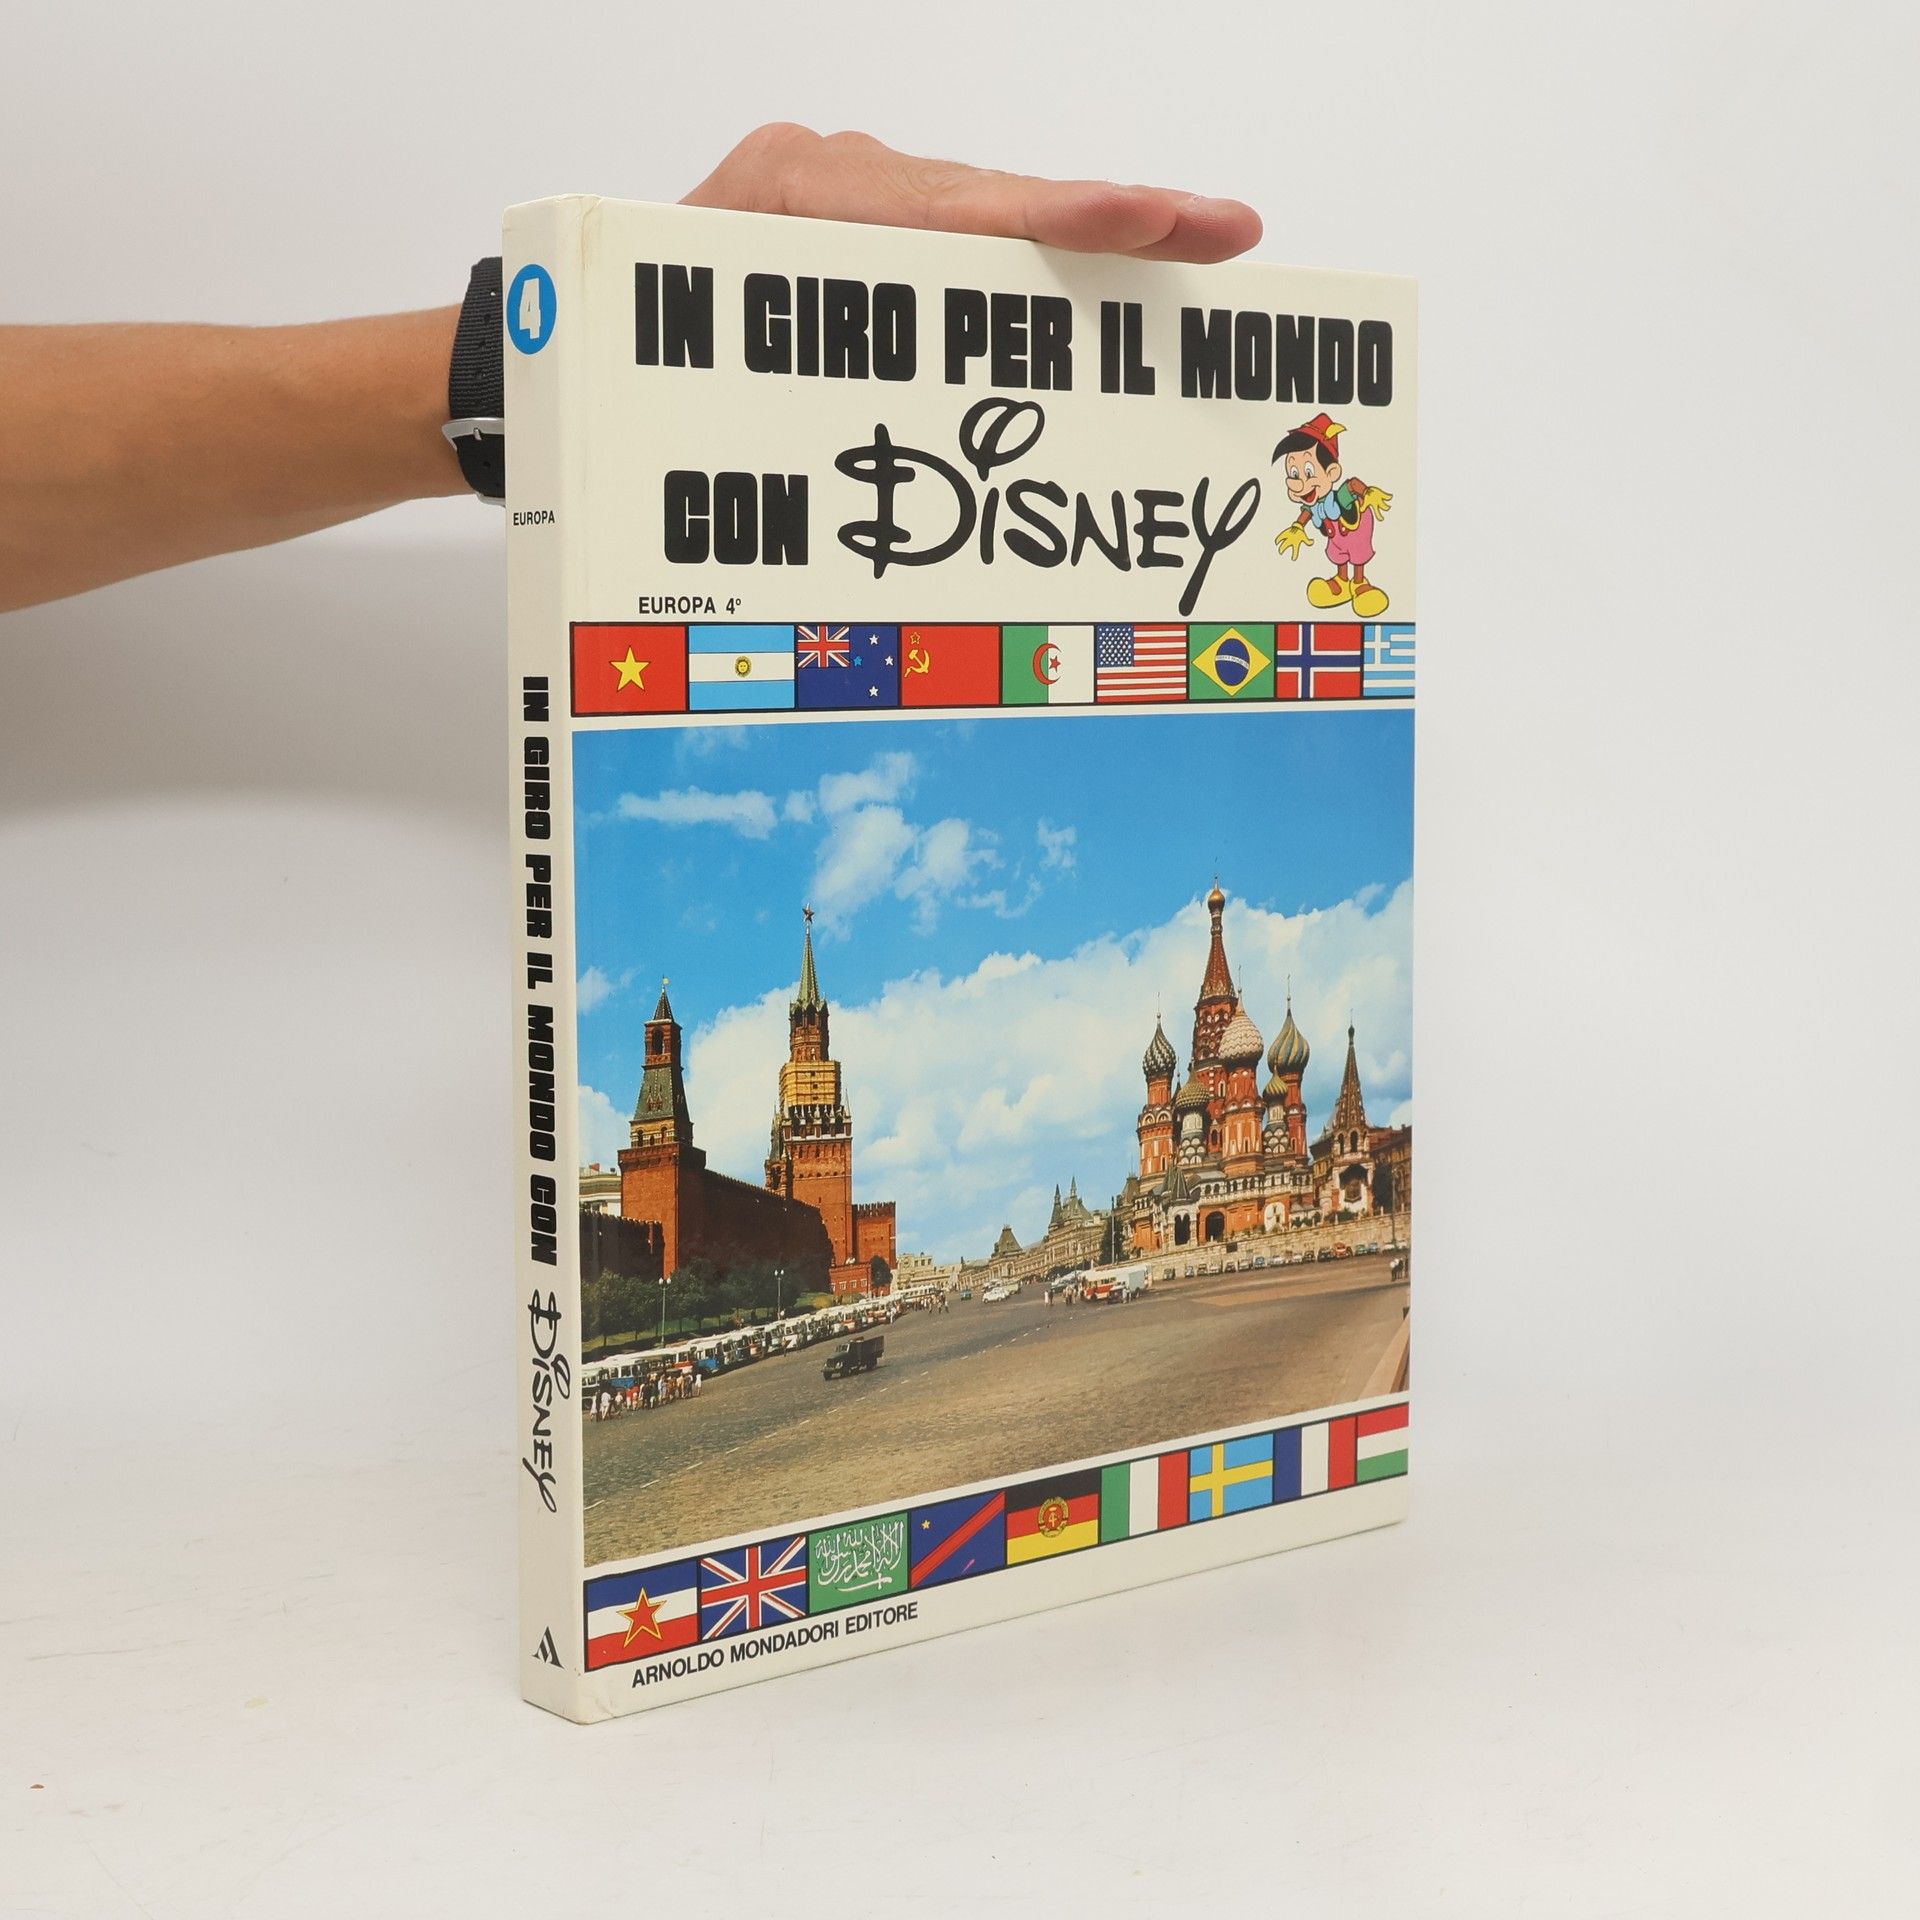 IN GIRO PER IL MONDO
CON DISNEY
EUROPA 4°
ARNOLDO MONDADORI EDITORE
4
EUROPA
IN GIRO PER IL MONDO CON DISNEY